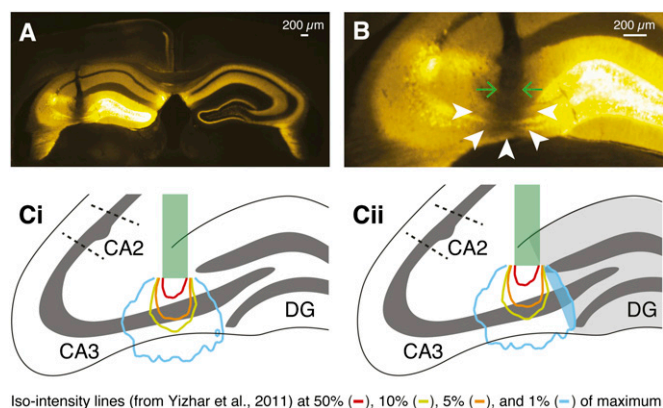 A
200 µm
B
200 µm
Ci
CA2
CA3
DG
Cii
CA2
CA3
DG
Iso-intensity lines (from Yizhar et al., 2011) at 50% (–), 10% (–), 5% (–), and 1% (–) of maximum